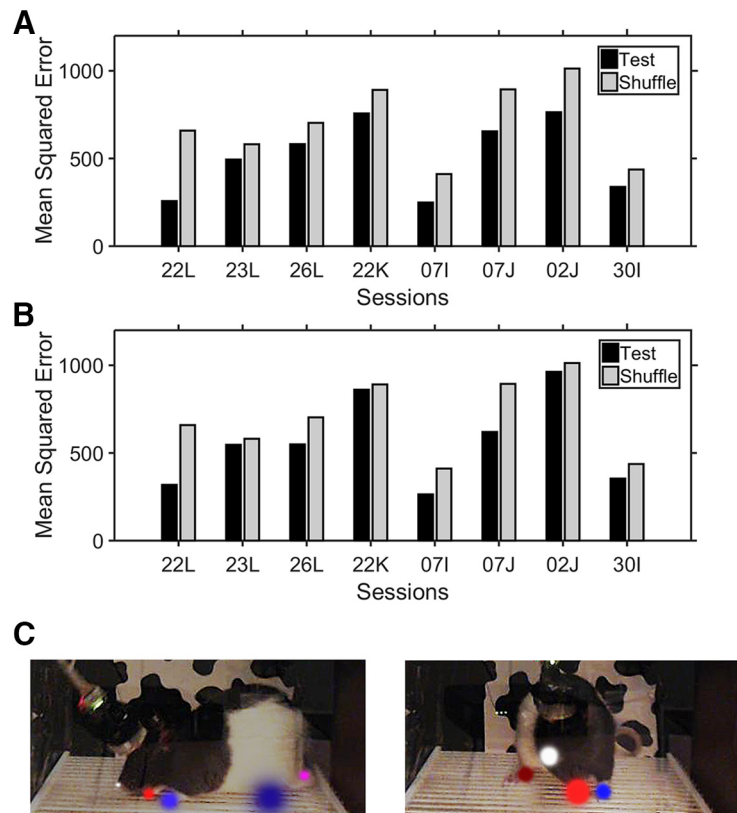 A
Mean Squared Error
1000
500
0
Test
Shuffle
22L 23L 26L 22K 07I 07J 02J 30I
Sessions
B
Mean Squared Error
1000
500
0
Test
Shuffle
22L 23L 26L 22K 07I 07J 02J 30I
Sessions
C